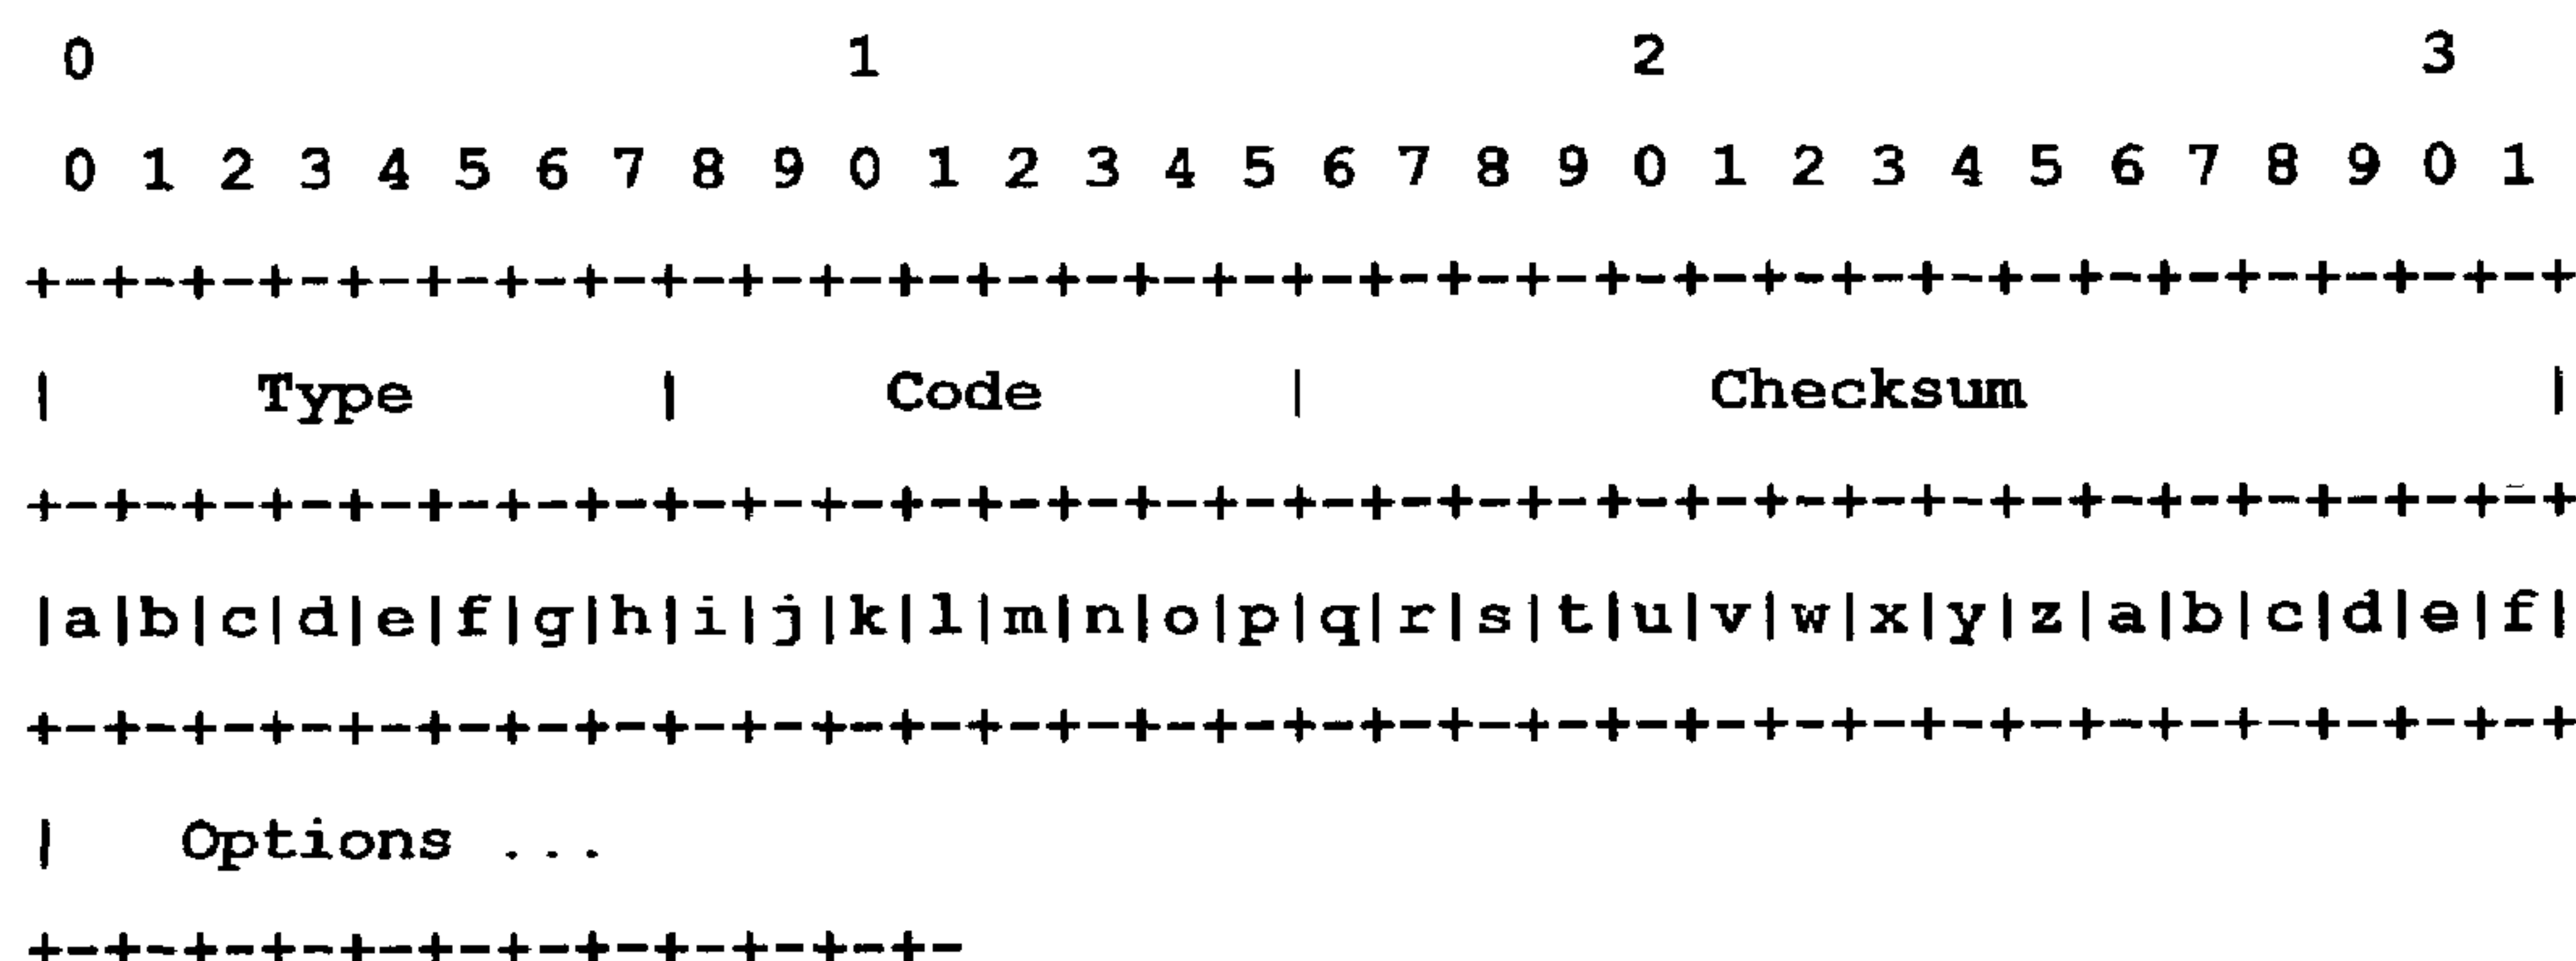 0                   1                   2                   3
 0 1 2 3 4 5 6 7 8 9 0 1 2 3 4 5 6 7 8 9 0 1 2 3 4 5 6 7 8 9 0 1
+-+-+-+-+-+-+-+-+-+-+-+-+-+-+-+-+-+-+-+-+-+-+-+-+-+-+-+-+-+-+-+-+
|     Type      |     Code      |          Checksum             |
+-+-+-+-+-+-+-+-+-+-+-+-+-+-+-+-+-+-+-+-+-+-+-+-+-+-+-+-+-+-+-+-+
|a|b|c|d|e|f|g|h|i|j|k|l|m|n|o|p|q|r|s|t|u|v|w|x|y|z|a|b|c|d|e|f|
+-+-+-+-+-+-+-+-+-+-+-+-+-+-+-+-+-+-+-+-+-+-+-+-+-+-+-+-+-+-+-+-+
|   Options ...
+-+-+-+-+-+-+-+-+-+-+-+-